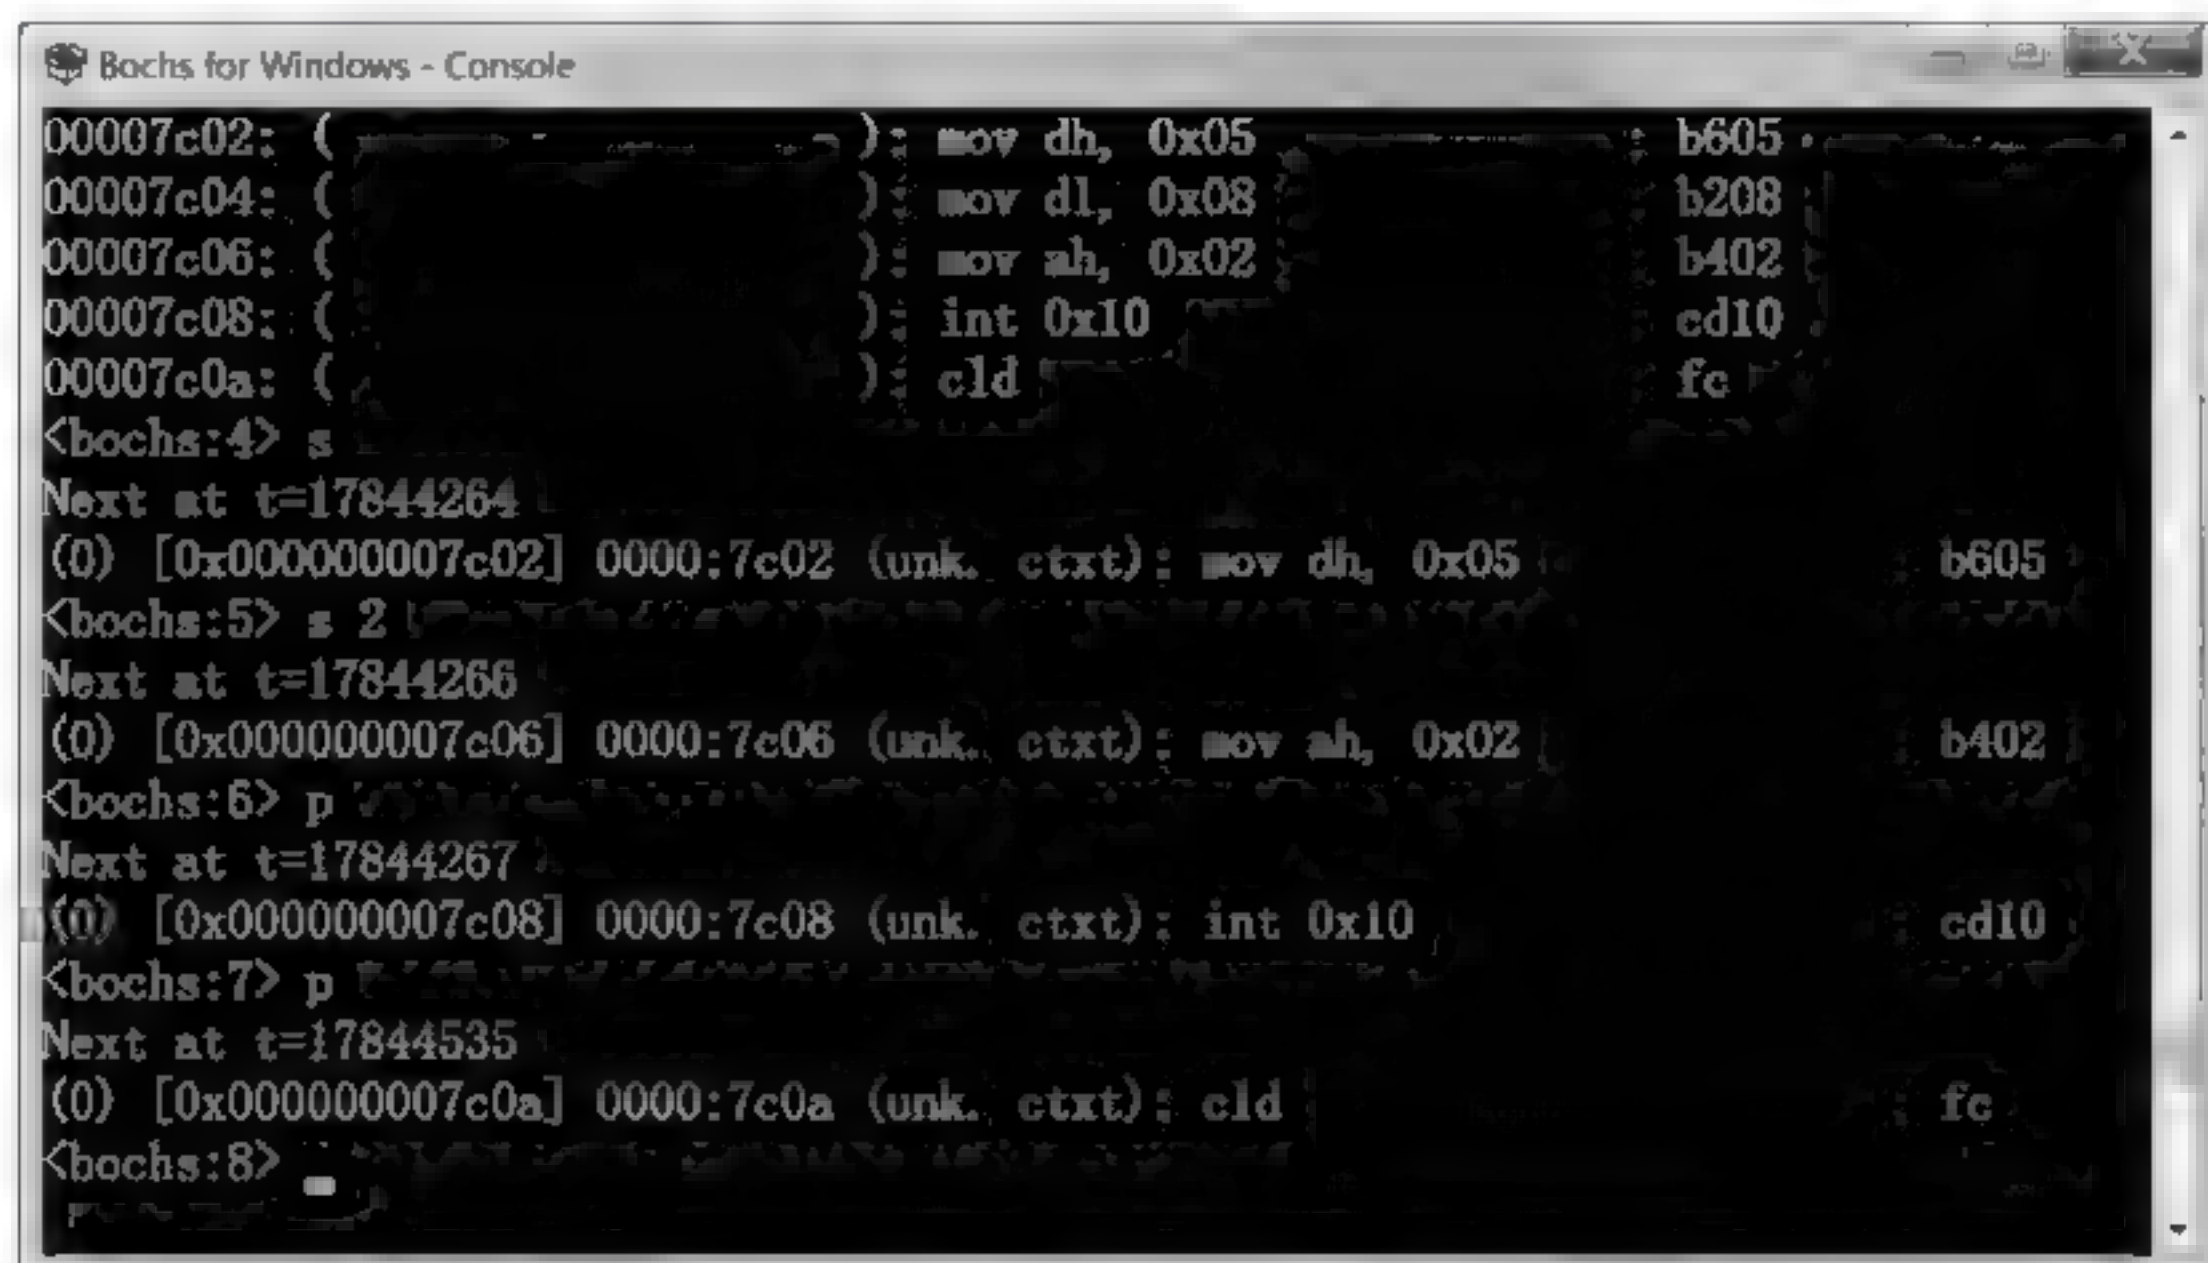 Bochs for Windows - Console
00007c02: (                    ): mov dh, 0x05              ; b605
00007c04: (                    ): mov dl, 0x08              ; b208
00007c06: (                    ): mov ah, 0x02              ; b402
00007c08: (                    ): int 0x10                  ; cd10
00007c0a: (                    ): cld                       ; fc
<bochs:4> s
Next at t=17844264
(0) [0x000000007c02] 0000:7c02 (unk. ctxt): mov dh, 0x05              ; b605
<bochs:5> s 2
Next at t=17844266
(0) [0x000000007c06] 0000:7c06 (unk. ctxt): mov ah, 0x02              ; b402
<bochs:6> p
Next at t=17844267
(0) [0x000000007c08] 0000:7c08 (unk. ctxt): int 0x10                  ; cd10
<bochs:7> p
Next at t=17844535
(0) [0x000000007c0a] 0000:7c0a (unk. ctxt): cld                       ; fc
<bochs:8>